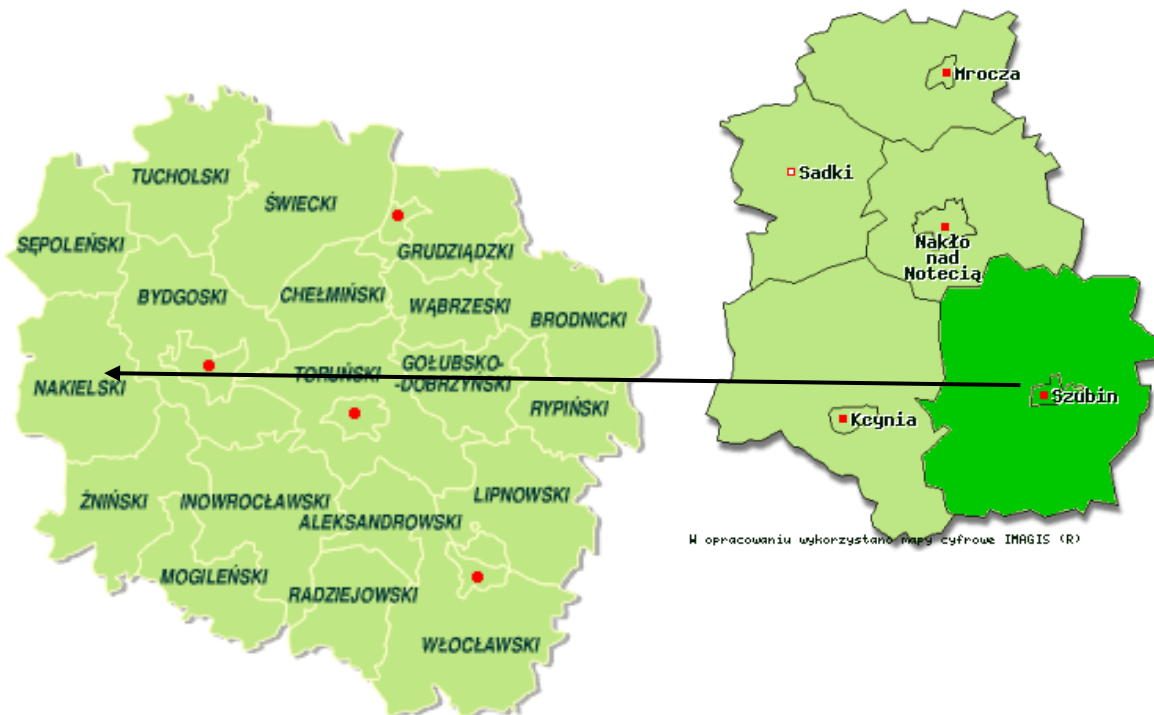 TUCHOLSKI
ŚWIECKI
SĘPOLEŃSKI
GRUDZIĄDZKI
BYDGOSKI
CHEŁMIŃSKI
WĄBRZESKI
BRODNICKI
NAKIELSKI
TORUŃSKI
GOŁUBSKO-
-DOBRZYŃSKI
RYPIŃSKI
ŻNIŃSKI
INOWROCŁAWSKI
LIPNOWSKI
ALEKSANDROWSKI
MOGILEŃSKI
RADZIEJOWSKI
WŁOCŁAWSKI
Mrocza
Sadki
Nakło
nad
Notecią
Szubin
Kcynia
W opracowaniu wykorzystano mapy cyfrowe IMAGIS (R)